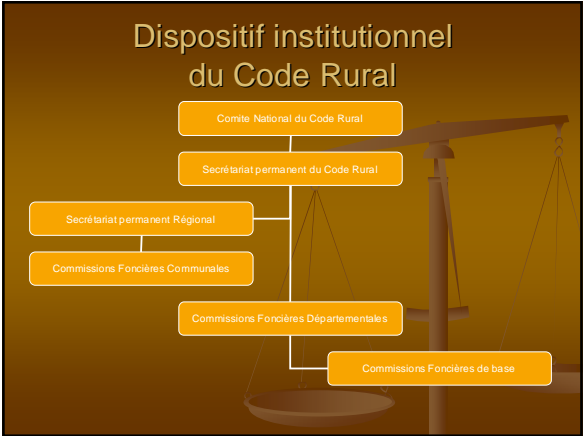 Dispositif institutionnel
du Code Rural
Comite National du Code Rural
Secrétariat permanent du Code Rural
Secrétariat permanent Régional
Commissions Foncières Communales
Commissions Foncières Départementales
Commissions Foncières de base